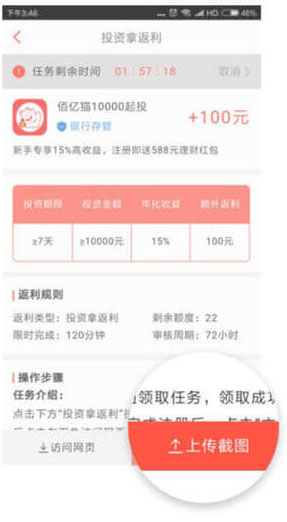 下午3:46 ... HD 46%
投资拿返利
任务剩余时间 01 : 57 : 18 取消
佰亿猫10000起投
+100元
银行存管
新手专享15%高收益，注册即送588元理财红包
投资期限 投资金额 年化收益 额外返利
≥7天 ≥10000元 15% 100元
返利规则
返利类型：投资拿返利 剩余额度：22
限时完成：120分钟 审核周期：72小时
操作步骤
任务介绍：
点击下方"投资拿返利"
领取任务，领取成功
访问网页
上传截图